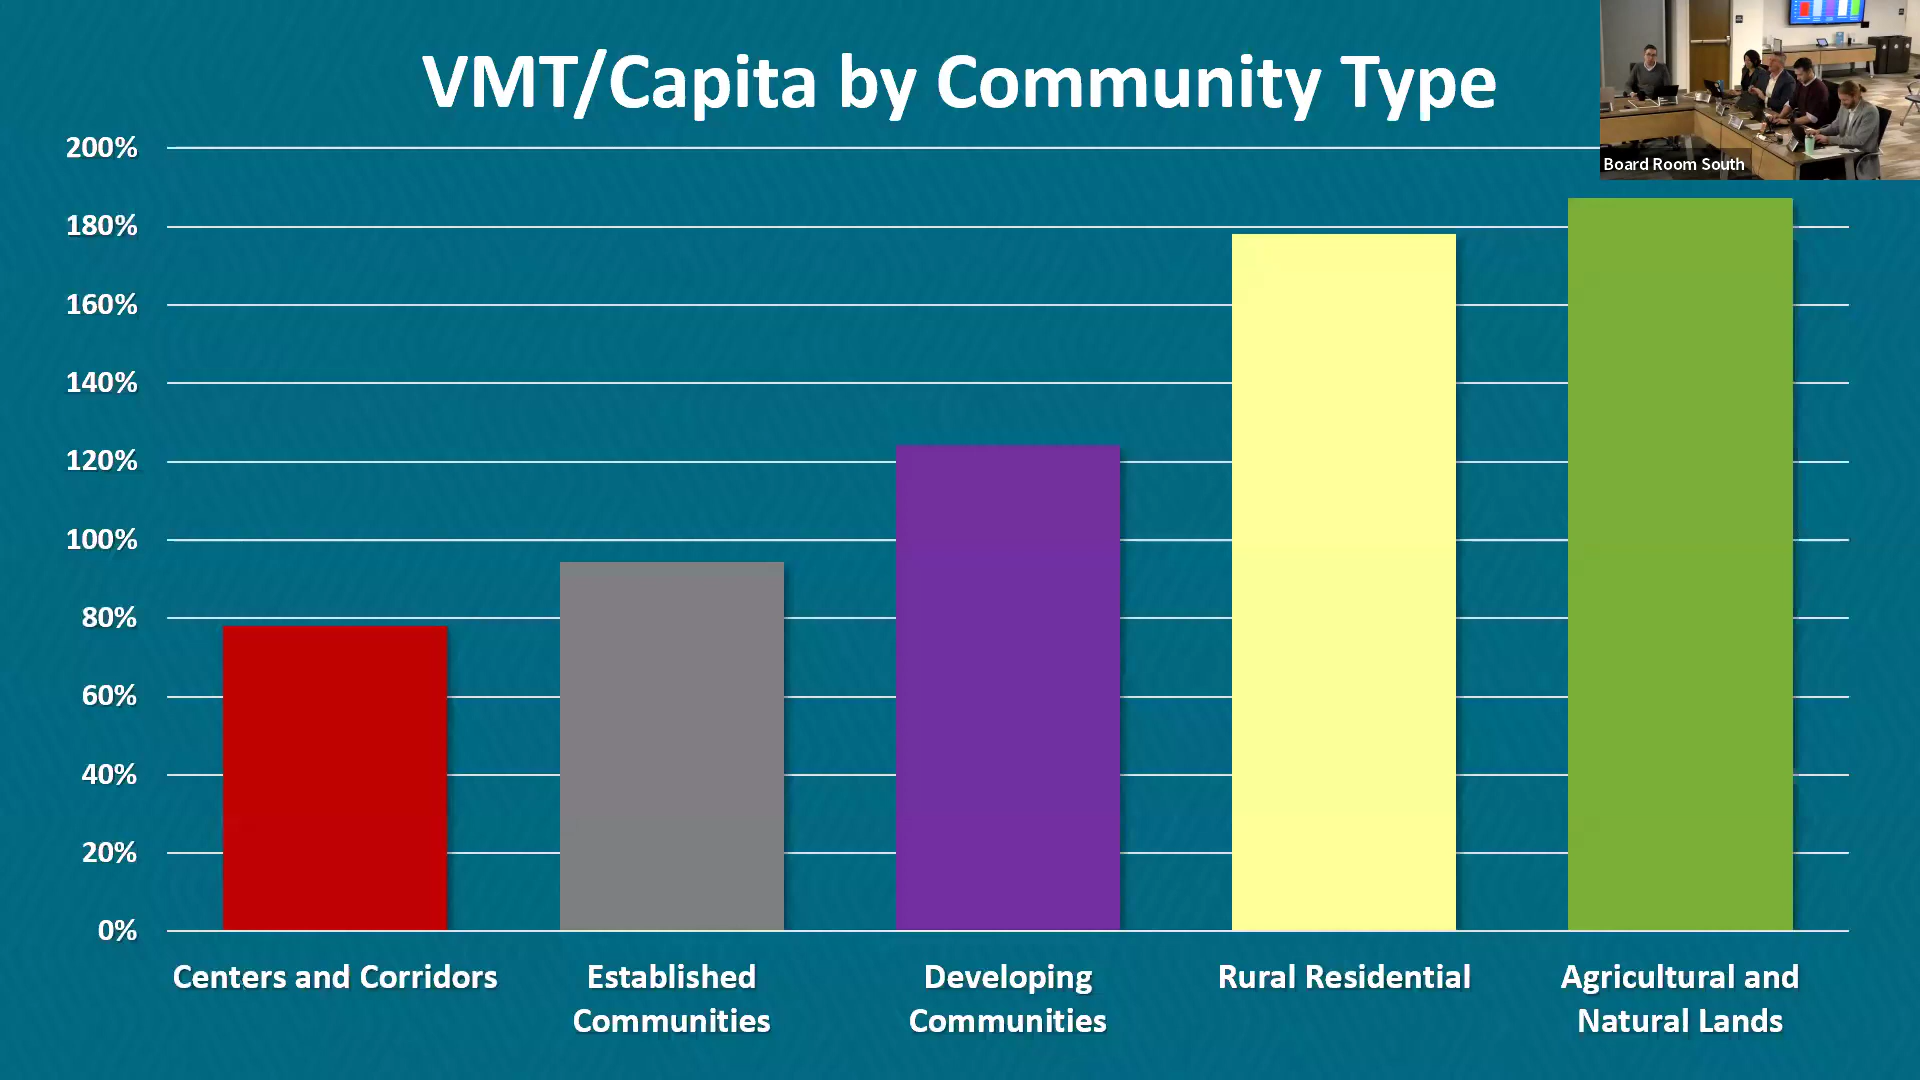 VMT/Capita by Community Type
Board Room South
200%
180%
160%
140%
120%
100%
80%
60%
40%
20%
0%
Centers and Corridors
Established
Communities
Developing
Communities
Rural Residential
Agricultural and
Natural Lands